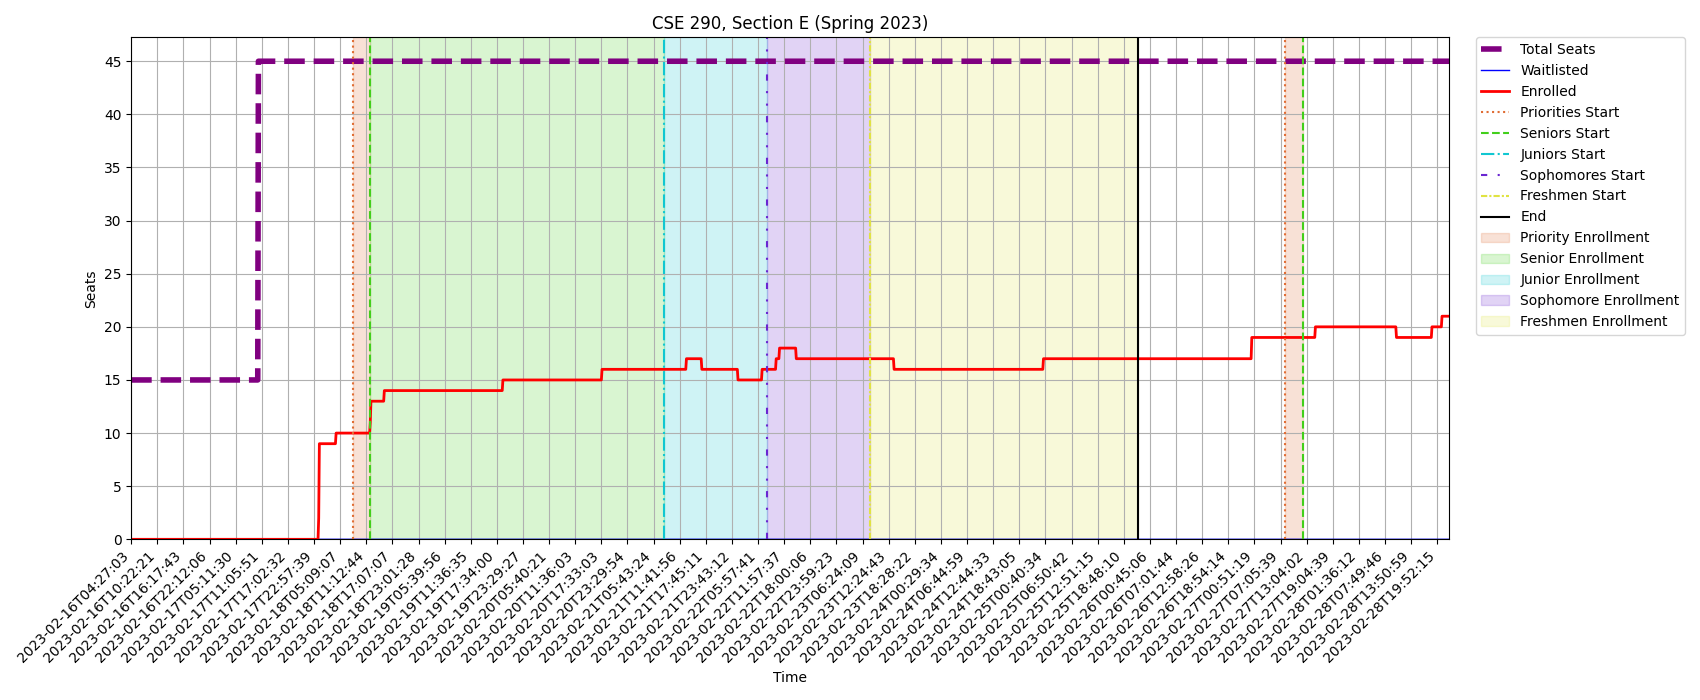 CSE 290, Section E (Spring 2023)
Seats
45
40
35
30
25
20
15
10
5
0
2023-02-16T04:27:03
2023-02-16T10:22:21
2023-02-16T16:17:43
2023-02-16T22:12:06
2023-02-17T05:11:30
2023-02-17T11:05:51
2023-02-17T17:02:32
2023-02-17T22:57:39
2023-02-18T05:09:07
2023-02-18T11:12:44
2023-02-18T17:07:07
2023-02-18T23:01:28
2023-02-19T05:39:56
2023-02-19T11:36:35
2023-02-19T17:34:00
2023-02-19T23:29:27
2023-02-20T05:40:21
2023-02-20T11:36:03
2023-02-20T17:33:03
2023-02-20T23:29:54
2023-02-21T05:43:24
2023-02-21T11:41:56
2023-02-21T17:45:11
2023-02-21T23:43:12
2023-02-22T05:57:41
2023-02-22T11:57:37
2023-02-22T18:00:06
2023-02-22T23:59:23
2023-02-23T06:24:09
2023-02-23T12:24:43
2023-02-23T18:28:22
2023-02-24T00:29:34
2023-02-24T06:44:59
2023-02-24T12:44:33
2023-02-24T18:43:05
2023-02-25T00:40:34
2023-02-25T06:50:42
2023-02-25T12:51:15
2023-02-25T18:48:10
2023-02-26T00:45:06
2023-02-26T07:01:44
2023-02-26T12:58:26
2023-02-26T18:54:14
2023-02-27T00:51:19
2023-02-27T07:05:39
2023-02-27T13:04:02
2023-02-27T19:04:39
2023-02-28T01:36:12
2023-02-28T07:49:46
2023-02-28T13:50:59
2023-02-28T19:52:15
Time
Total Seats
Waitlisted
Enrolled
Priorities Start
Seniors Start
Juniors Start
Sophomores Start
Freshmen Start
End
Priority Enrollment
Senior Enrollment
Junior Enrollment
Sophomore Enrollment
Freshmen Enrollment